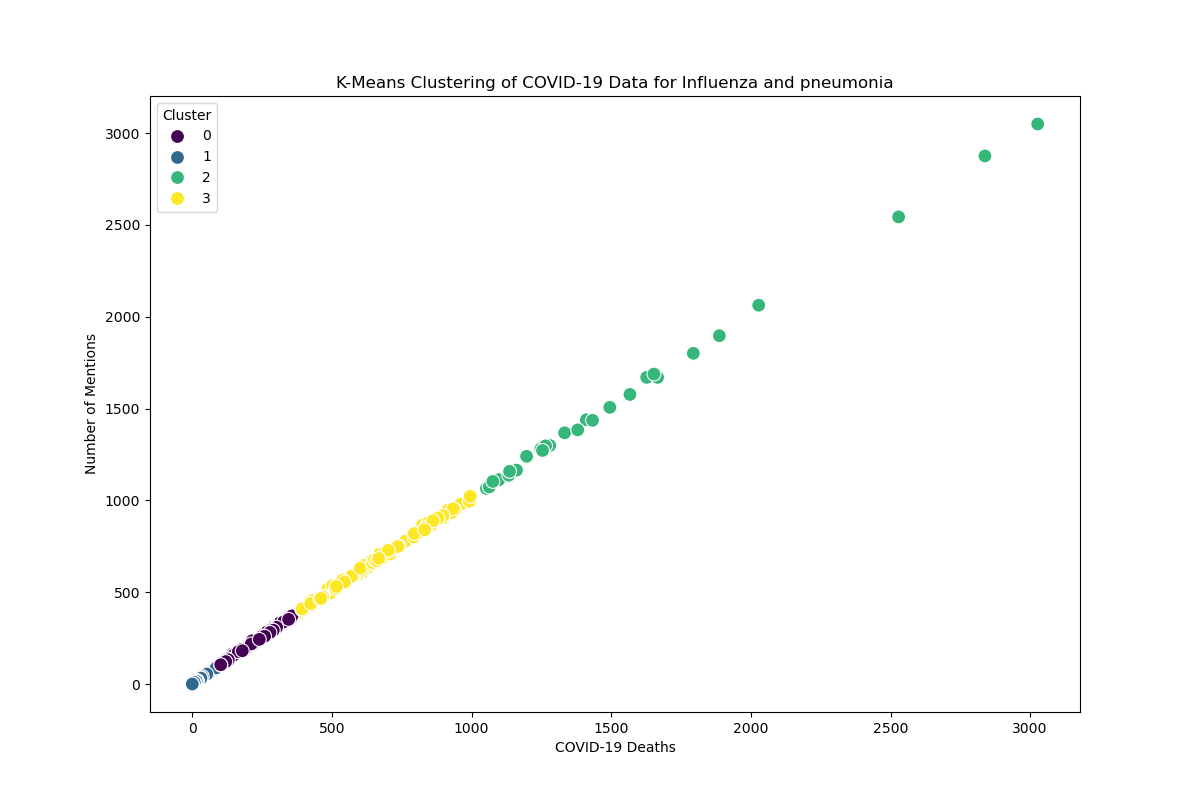 K-Means Clustering of COVID-19 Data for Influenza and pneumonia
Cluster
0
1
2
3
3000
2500
2000
1500
1000
500
0
Number of Mentions
0 500 1000 1500 2000 2500 3000
COVID-19 Deaths